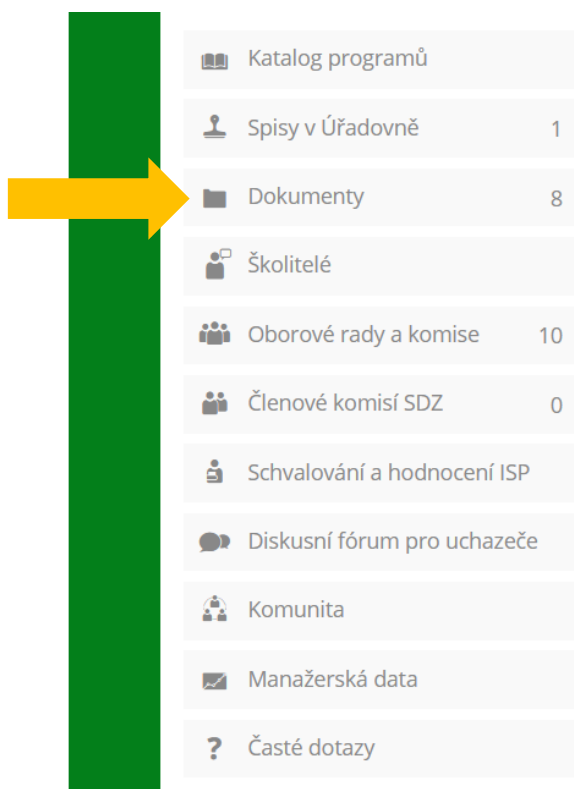 Katalog programů
Spisy v Úřadovně 1
Dokumenty 8
Školitelé
Oborové rady a komise 10
Členové komisí SDZ 0
Schvalování a hodnocení ISP
Diskusní fórum pro uchazeče
Komunita
Manažerská data
? Časté dotazy